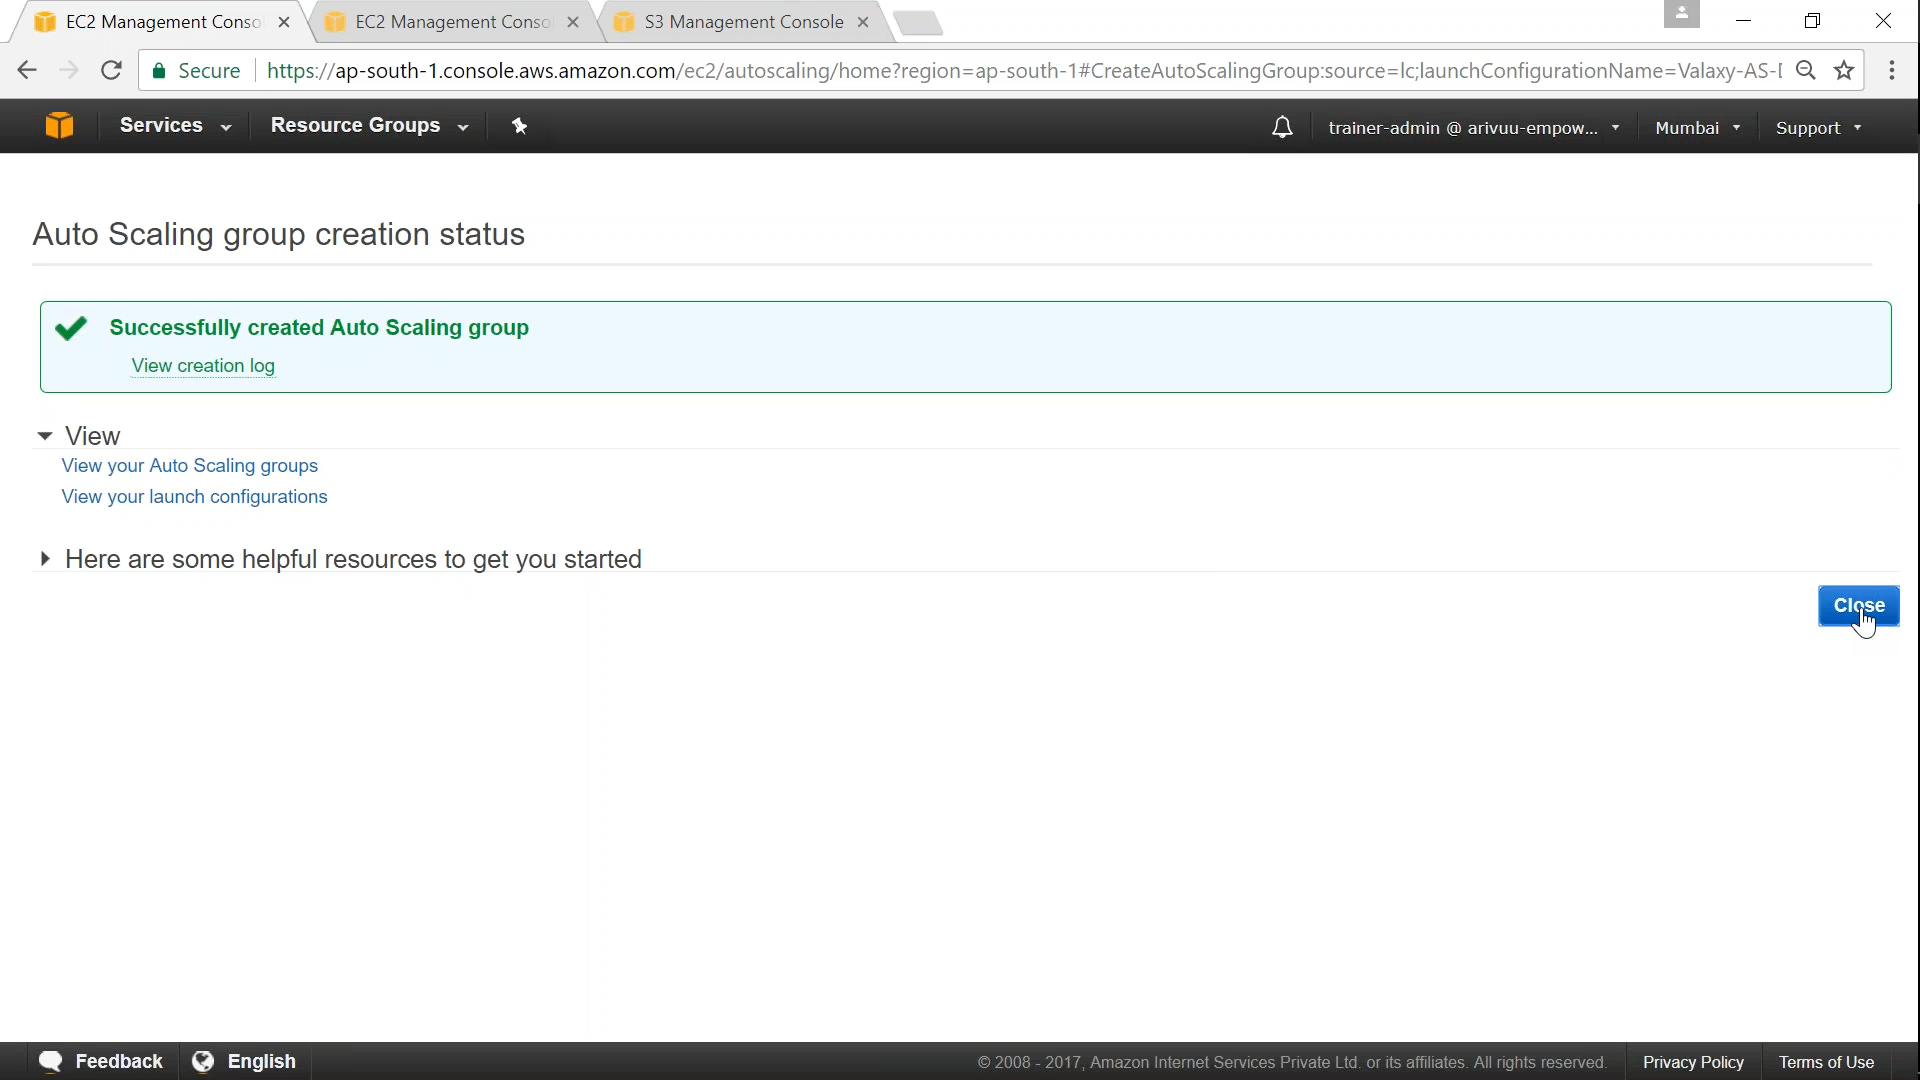 EC2 Management Conso
EC2 Management Conso
S3 Management Console
Secure https://ap-south-1.console.aws.amazon.com/ec2/autoscaling/home?region=ap-south-1#CreateAutoScalingGroup:source=lc;launchConfigurationName=Valaxy-AS-
Services Resource Groups trainer-admin @ arivuu-empow... Mumbai Support
Auto Scaling group creation status
Successfully created Auto Scaling group
View creation log
View
View your Auto Scaling groups
View your launch configurations
Here are some helpful resources to get you started
Close
Feedback English © 2008 - 2017, Amazon Internet Services Private Ltd. or its affiliates. All rights reserved. Privacy Policy Terms of Use